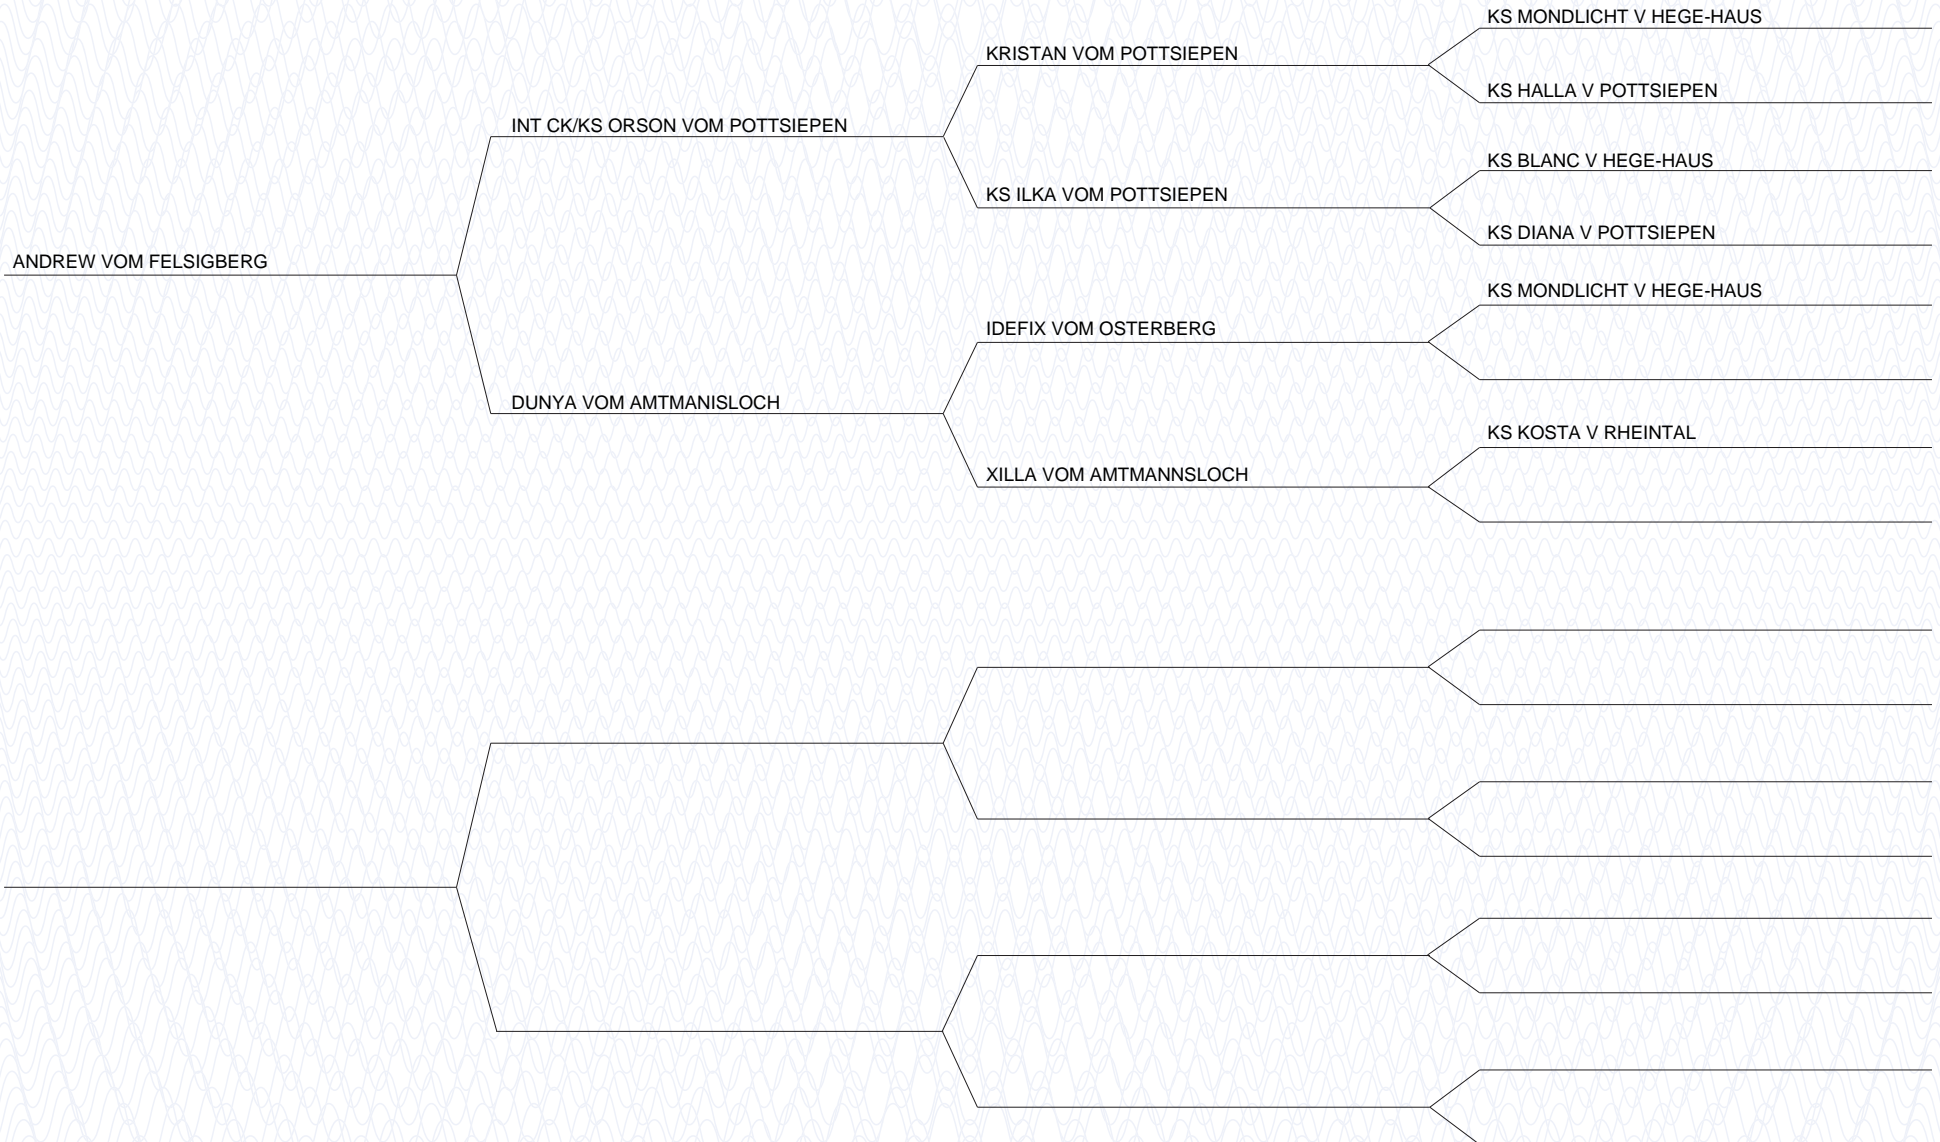 KS MONDLICHT V HEGE-HAUS
KRISTAN VOM POTTSIEPEN
KS HALLA V POTTSIEPEN
INT CK/KS ORSON VOM POTTSIEPEN
KS BLANC V HEGE-HAUS
KS ILKA VOM POTTSIEPEN
KS DIANA V POTTSIEPEN
ANDREW VOM FELSIGBERG
KS MONDLICHT V HEGE-HAUS
IDEFIX VOM OSTERBERG
DUNYA VOM AMTMANISLOCH
KS KOSTA V RHEINTAL
XILLA VOM AMTMANNSLOCH